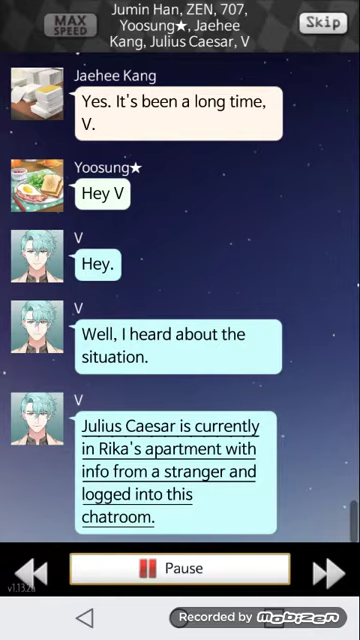 Jumin Han, ZEN, 707,
Yoosung★, Jaehee
Kang, Julius Caesar, V
MAX
SPEED
Skip
Jaehee Kang
Yes. It's been a long time,
V.
Yoosung★
Hey V
V
Hey.
V
Well, I heard about the
situation.
V
Julius Caesar is currently
in Rika's apartment with
info from a stranger and
logged into this
chatroom.
Pause
Recorded by Mobizen